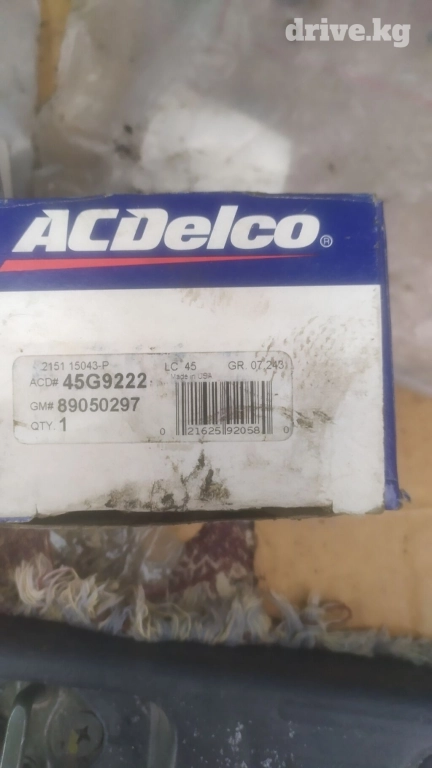 drive.kg
ACDelco®
2151 15043-P LC 45 GR. 07.243
ACD# 45G9222 Made in USA
GM# 89050297
QTY. 1
0 21625 92058 0